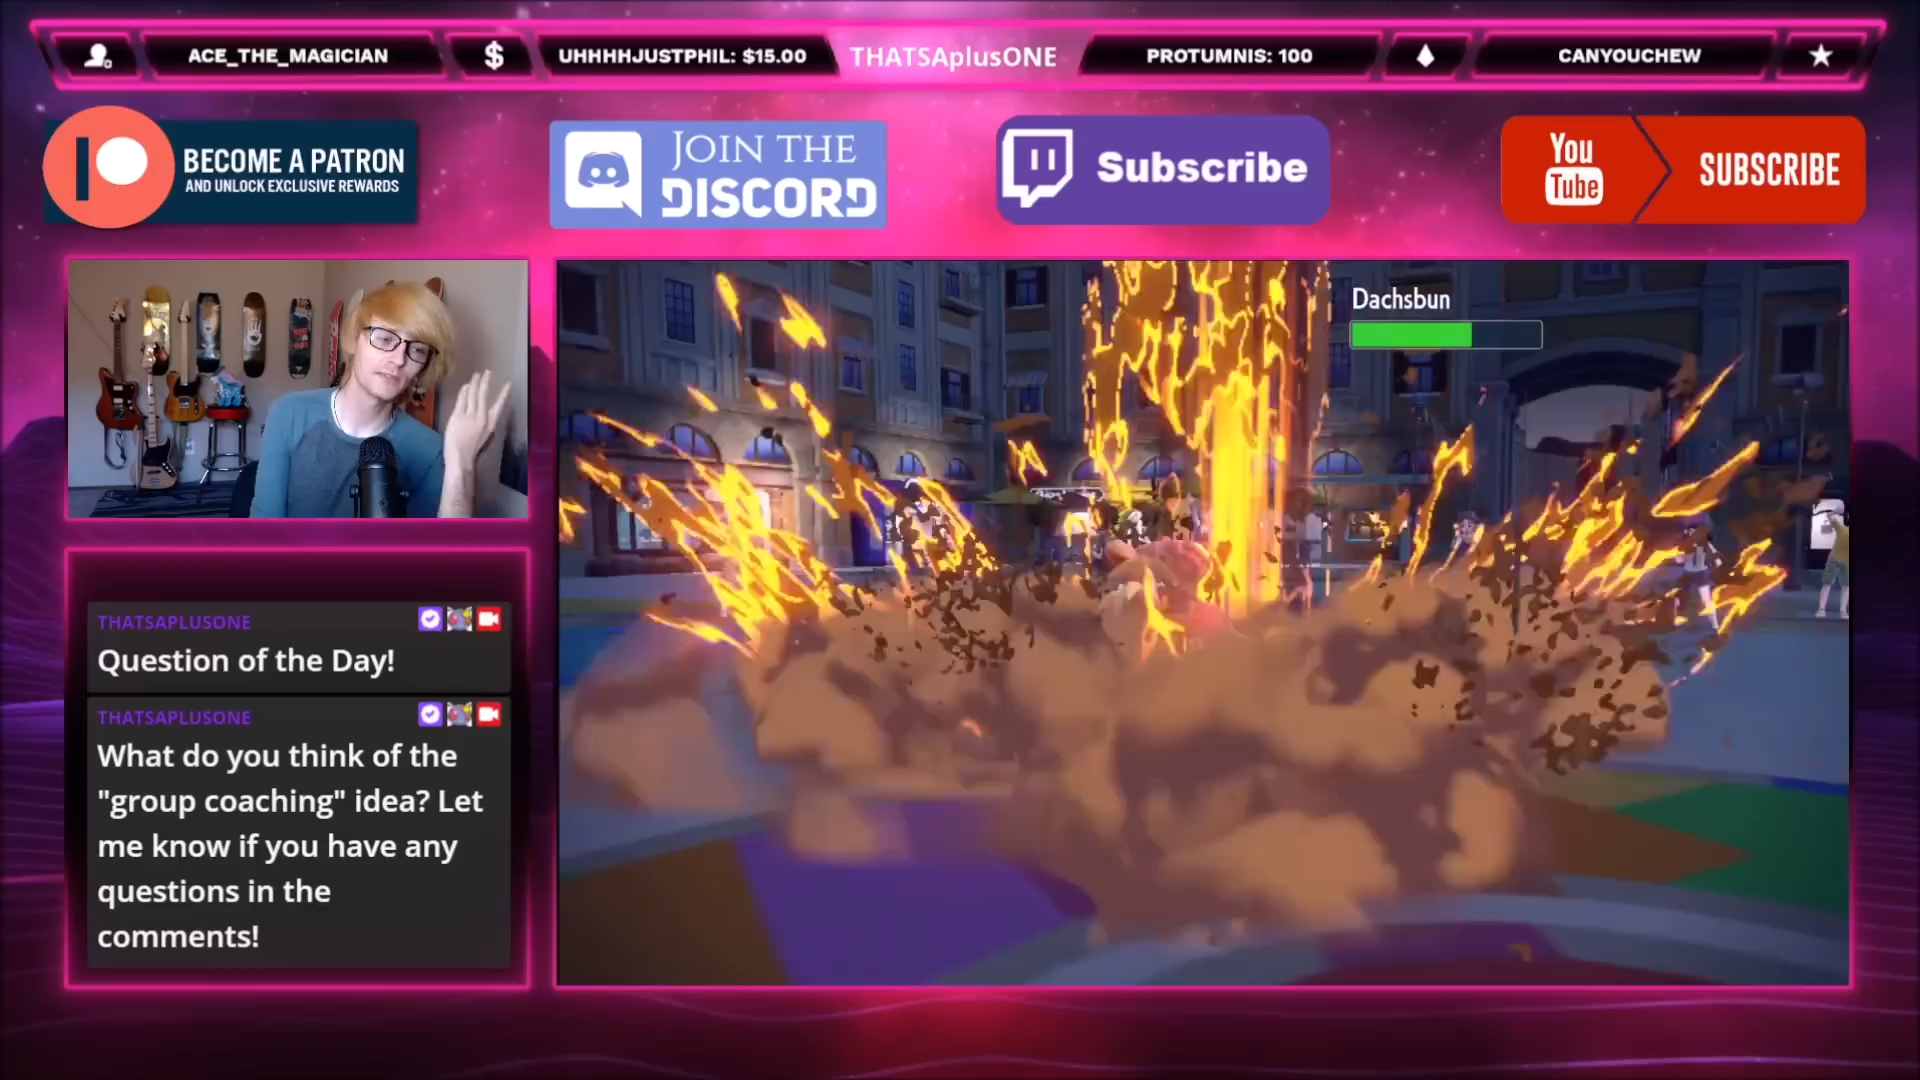 ACE_THE_MAGICIAN
$
UHHHHJUSTPHIL: $15.00
THATSAplusONE
PROTUMNIS: 100
CANYOUCHEW
BECOME A PATRON
AND UNLOCK EXCLUSIVE REWARDS
JOIN THE
DISCORD
Subscribe
You
Tube
SUBSCRIBE
Dachsbun
THATSAPLUSONE
Question of the Day!
THATSAPLUSONE
What do you think of the
"group coaching" idea? Let
me know if you have any
questions in the
comments!